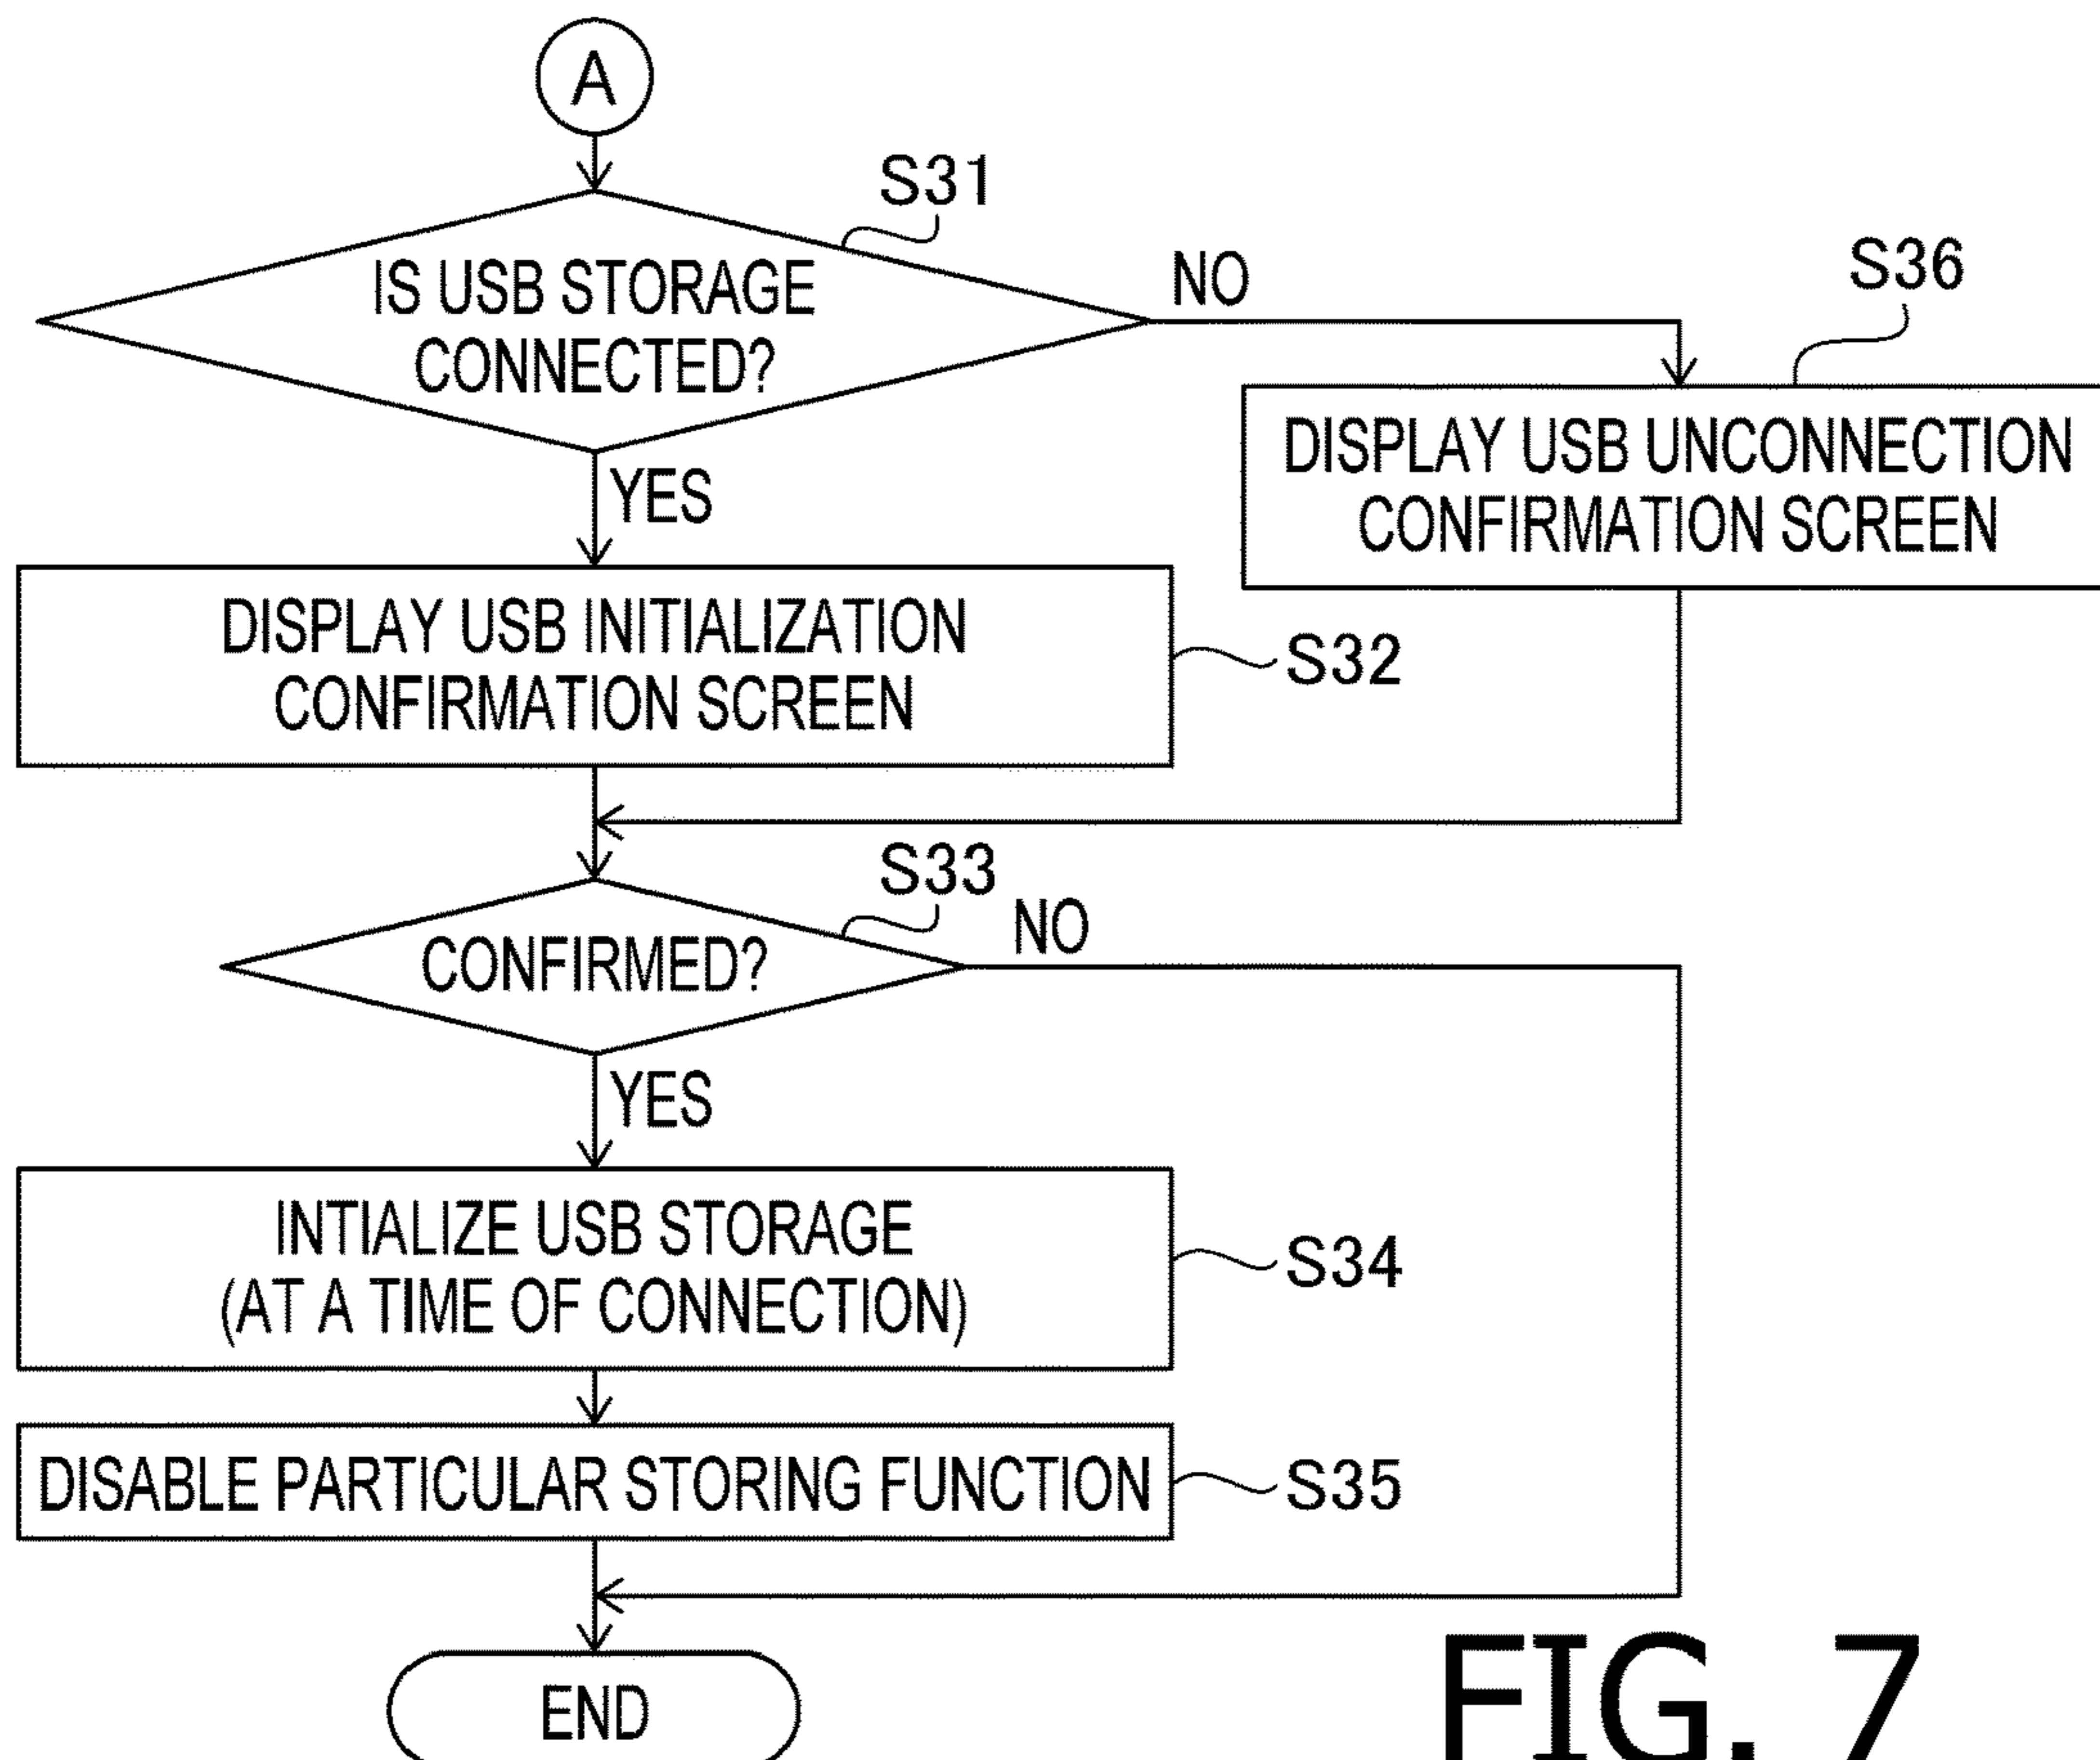 A
S31
IS USB STORAGE
CONNECTED?
NO
S36
DISPLAY USB UNCONNECTION
CONFIRMATION SCREEN
YES
DISPLAY USB INITIALIZATION
CONFIRMATION SCREEN
S32
S33
NO
CONFIRMED?
YES
INTIALIZE USB STORAGE
(AT A TIME OF CONNECTION)
S34
DISABLE PARTICULAR STORING FUNCTION
S35
END
FIG. 7